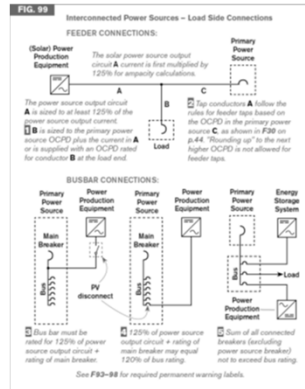 FIG. 99
Interconnected Power Sources – Load Side Connections
FEEDER CONNECTIONS:
(Solar) Power
Production
Equipment
The solar power source output
circuit A current is first multiplied by
125% for ampacity calculations.
Primary
Power
Source
A
C
B
Load
The power source output circuit
A is sized to at least 125% of the
power source output current.
1 B is sized to the primary power
source OCPD plus the current in A
or is supplied with an OCPD rated
for conductor B at the load end.
2 Tap conductors A follow the
rules for feeder taps based on
the OCPD in the primary power
source C, as shown in F30 on
p.44. "Rounding up" to the next
higher OCPD is not allowed for
feeder taps.
BUSBAR CONNECTIONS:
Primary
Power
Source
Power
Production
Equipment
Primary
Power
Source
Power
Production
Equipment
Primary
Power
Source
Energy
Storage
System
Main
Breaker
Main
Breaker
Bus
Bus
Bus
PV
disconnect
Load
Power
Production
Equipment
3 Bus bar must be
rated for 125% of power
source output circuit +
rating of main breaker.
4 125% of power source
output circuit + rating of
main breaker may equal
120% of bus rating.
5 Sum of all connected
breakers (excluding
power source breaker)
not to exceed bus rating.
See F93–98 for required permanent warning labels.